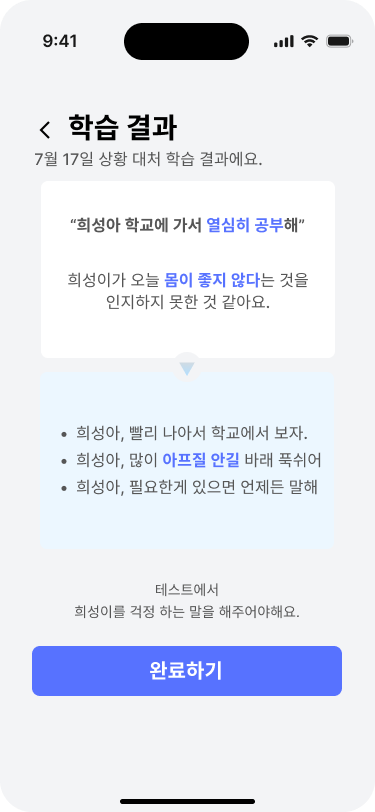 9:41
학습 결과
7월 17일 상황 대처 학습 결과에요.
“희성아 학교에 가서 열심히 공부해”
희성이가 오늘 몸이 좋지 않다는 것을
인지하지 못한 것 같아요.
• 희성아, 빨리 나아서 학교에서 보자.
• 희성아, 많이 아프질 안길 바래 푹쉬어
• 희성아, 필요한게 있으면 언제든 말해
테스트에서
희성이를 걱정 하는 말을 해주어야해요.
완료하기